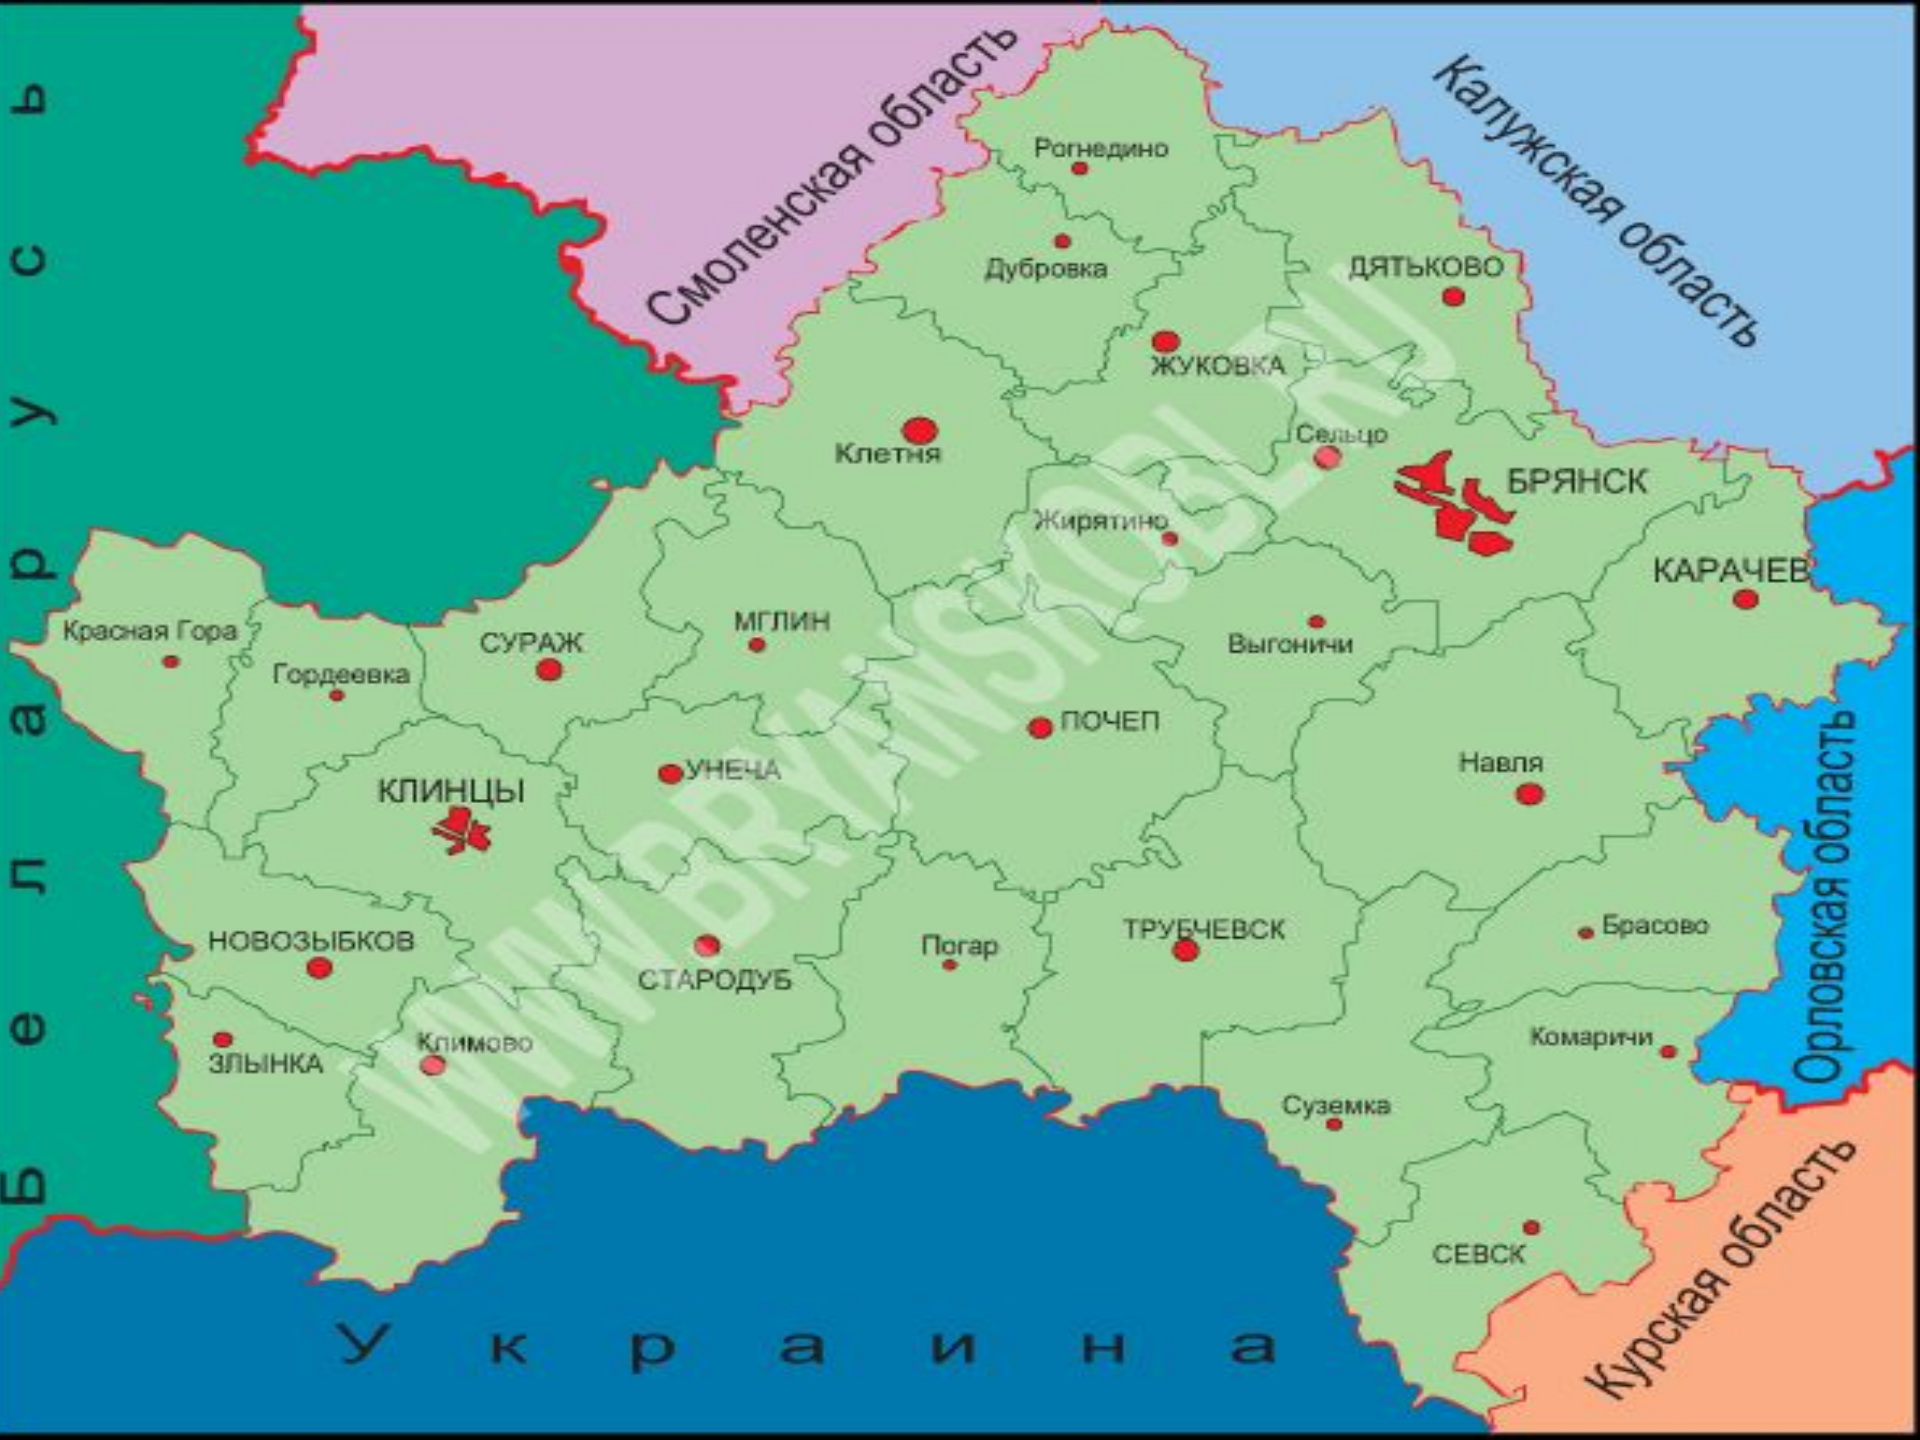 Беларусь
Смоленская область
Калужская область
Рогнедино
Дубровка
ДЯТЬКОВО
ЖУКОВКА
Сельцо
Клетня
БРЯНСК
Жирятино
КАРАЧЕВ
Красная Гора
Гордеевка
СУРАЖ
МГЛИН
Выгоничи
ПОЧЕП
УНЕЧА
Навля
КЛИНЦЫ
Орловская область
НОВОЗЫБКОВ
СТАРОДУБ
Погар
ТРУБЧЕВСК
Брасово
ЗЛЫНКА
Климово
Комаричи
Суземка
СЕВСК
Курская область
Украина
WWW.BRYANSKOBL.RU